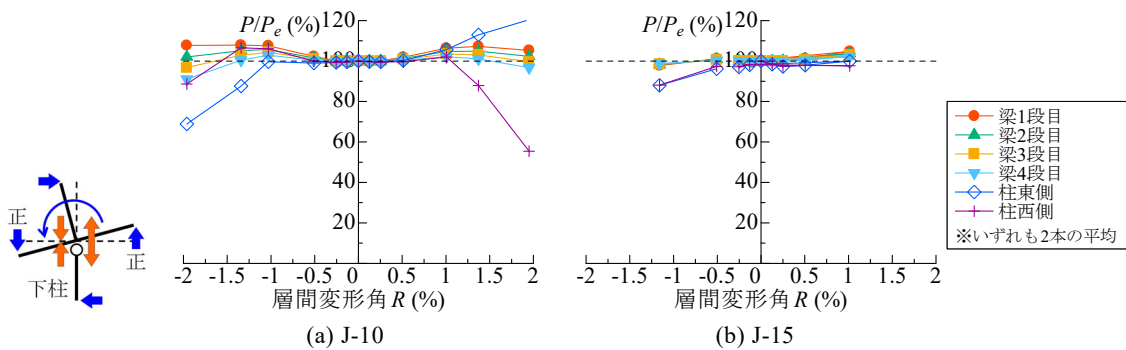 正
正
下柱
P/Pe (%)
120
100
80
60
40
20
0
-2 -1.5 -1 -0.5 0 0.5 1 1.5 2
層間変形角 R (%)
(a) J-10
P/Pe (%)
120
100
80
60
40
20
0
-2 -1.5 -1 -0.5 0 0.5 1 1.5 2
層間変形角 R (%)
(b) J-15
梁1段目
梁2段目
梁3段目
梁4段目
柱東側
柱西側
※いずれも2本の平均